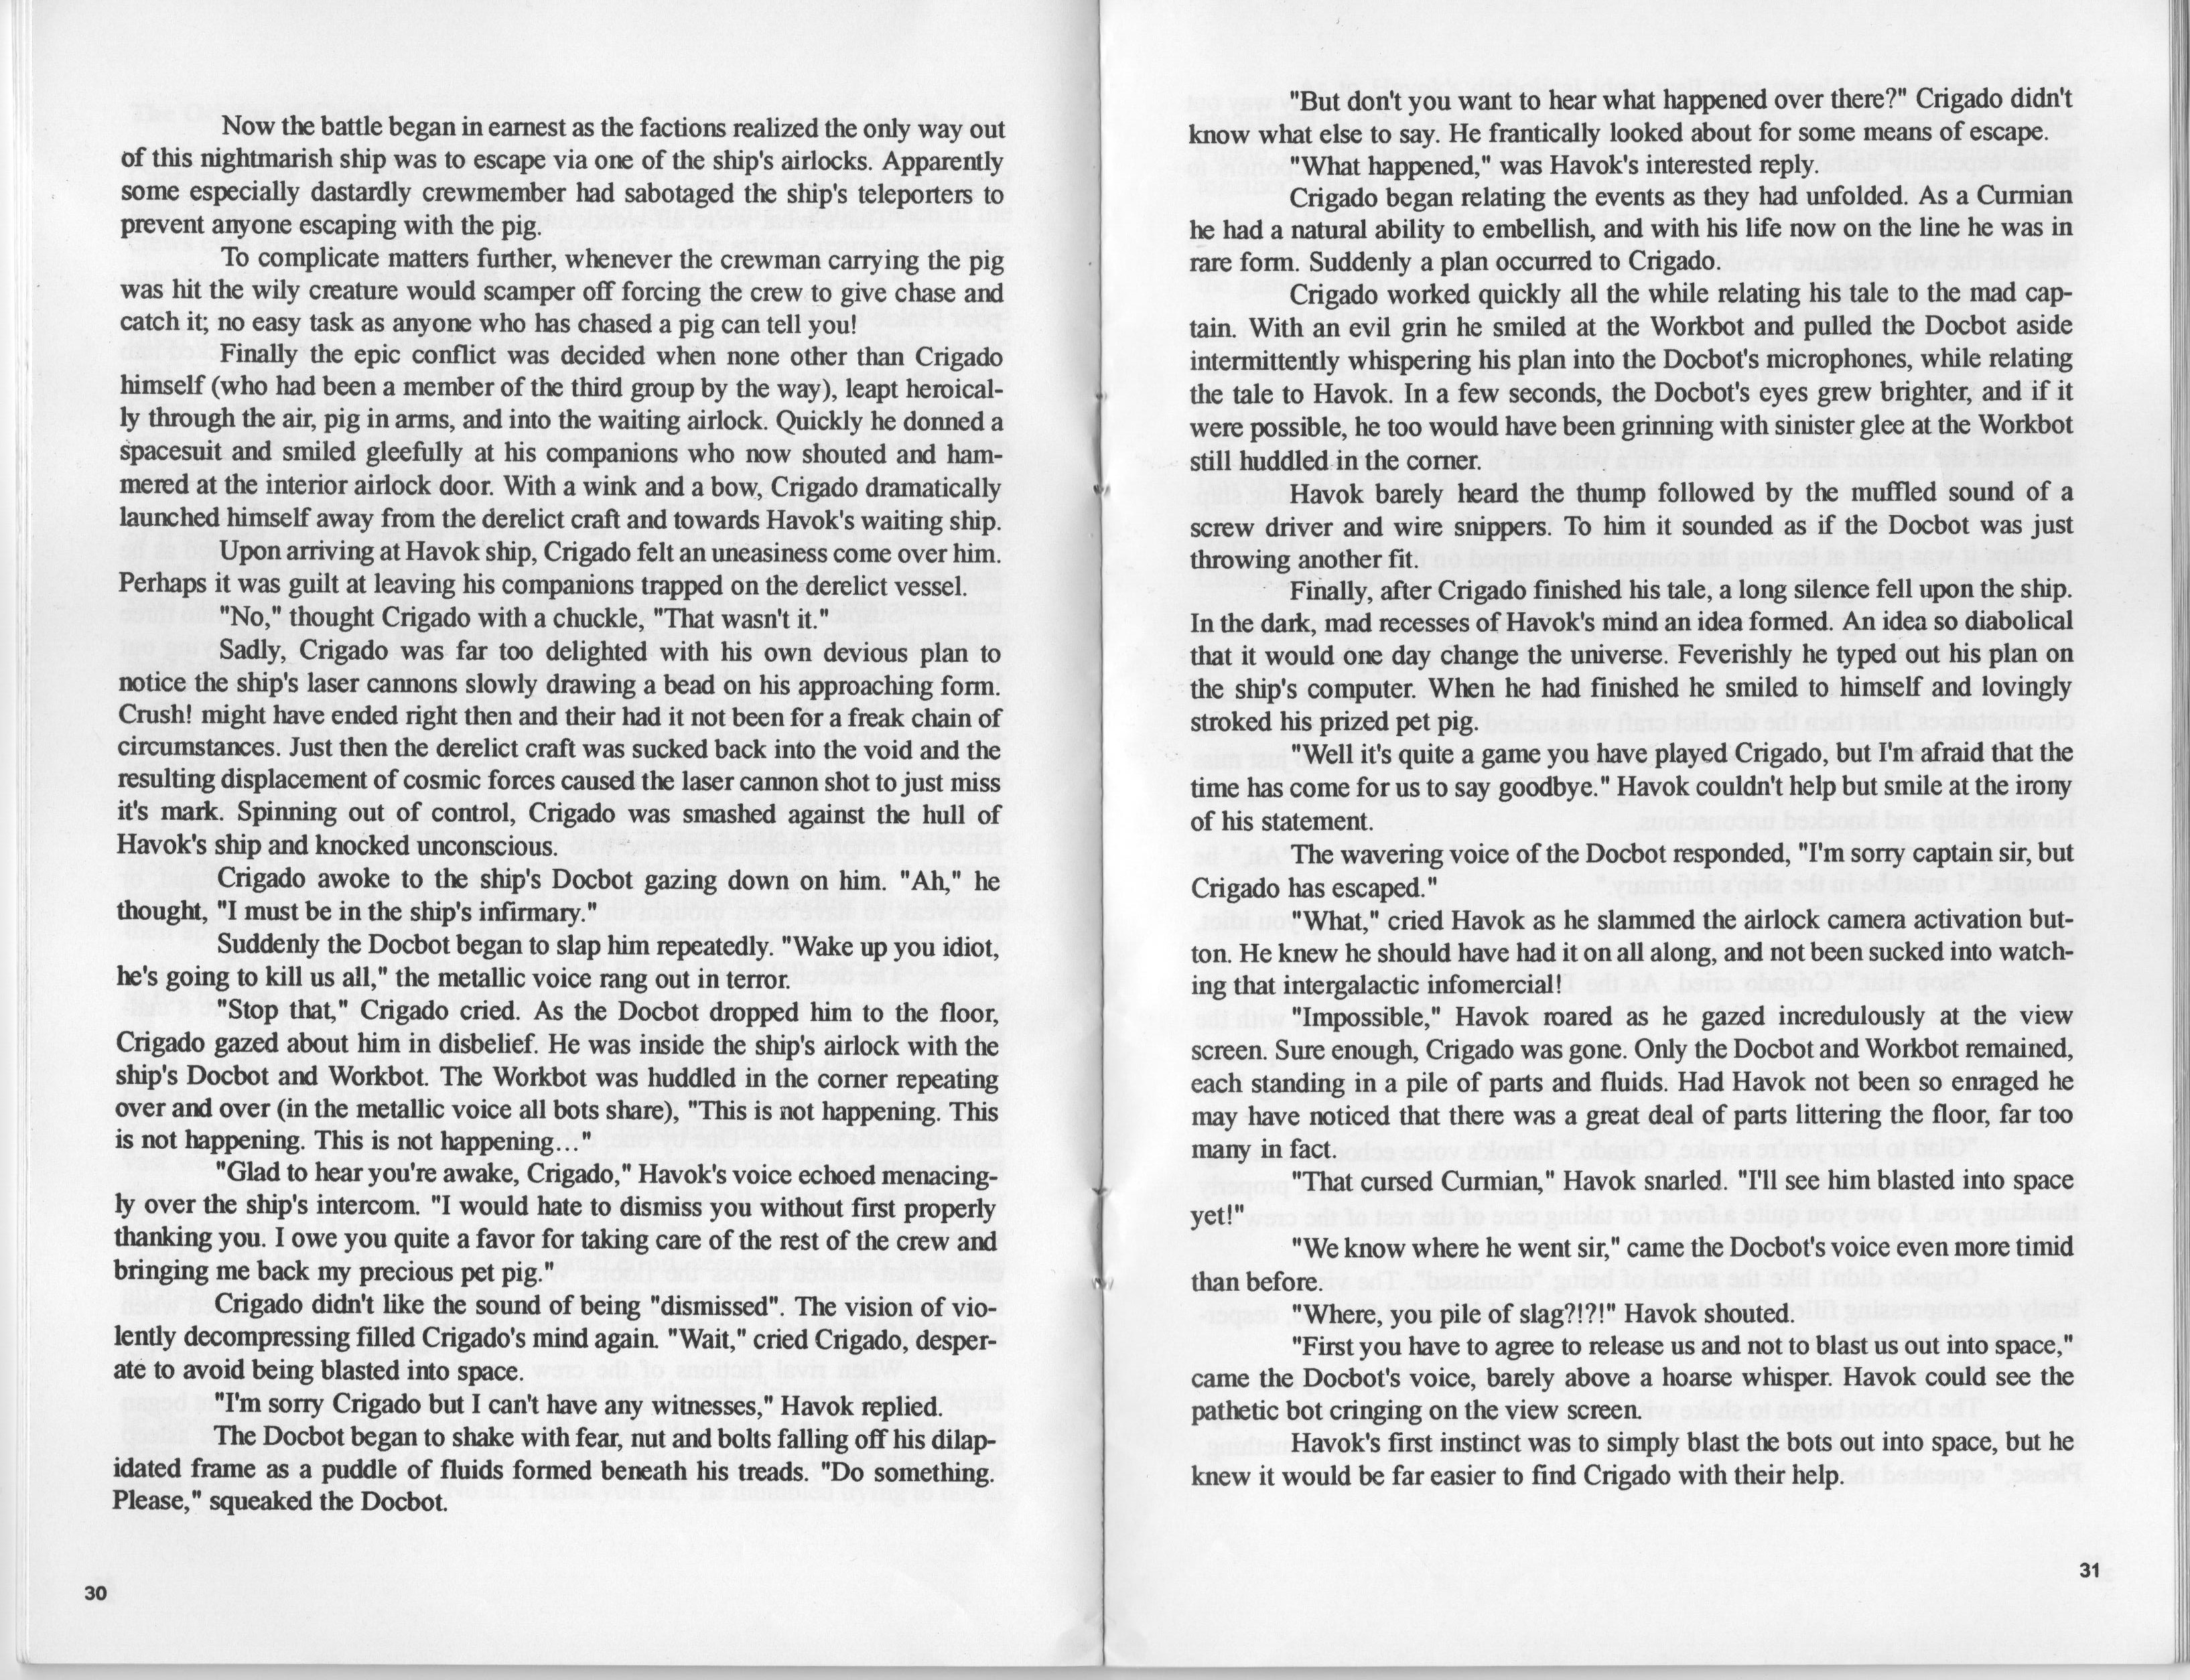 Now the battle began in earnest as the factions realized the only way out
of this nightmarish ship was to escape via one of the ship's airlocks. Apparently
some especially dastardly crewmember had sabotaged the ship's teleporters to
prevent anyone escaping with the pig.
To complicate matters further, whenever the crewman carrying the pig
was hit the wily creature would scamper off forcing the crew to give chase and
catch it; no easy task as anyone who has chased a pig can tell you!
Finally the epic conflict was decided when none other than Crigado
himself (who had been a member of the third group by the way), leapt heroical-
ly through the air, pig in arms, and into the waiting airlock. Quickly he donned a
spacesuit and smiled gleefully at his companions who now shouted and ham-
mered at the interior airlock door. With a wink and a bow, Crigado dramatically
launched himself away from the derelict craft and towards Havok's waiting ship.
Upon arriving at Havok ship, Crigado felt an uneasiness come over him.
Perhaps it was guilt at leaving his companions trapped on the derelict vessel.
"No," thought Crigado with a chuckle, "That wasn't it."
Sadly, Crigado was far too delighted with his own devious plan to
notice the ship's laser cannons slowly drawing a bead on his approaching form.
Crush! might have ended right then and their had it not been for a freak chain of
circumstances. Just then the derelict craft was sucked back into the void and the
resulting displacement of cosmic forces caused the laser cannon shot to just miss
it's mark. Spinning out of control, Crigado was smashed against the hull of
Havok's ship and knocked unconscious.
Crigado awoke to the ship's Docbot gazing down on him. "Ah," he
thought, "I must be in the ship's infirmary."
Suddenly the Docbot began to slap him repeatedly. "Wake up you idiot,
he's going to kill us all," the metallic voice rang out in terror.
"Stop that," Crigado cried. As the Docbot dropped him to the floor,
Crigado gazed about him in disbelief. He was inside the ship's airlock with the
ship's Docbot and Workbot. The Workbot was huddled in the corner repeating
over and over (in the metallic voice all bots share), "This is not happening. This
is not happening. This is not happening..."
"Glad to hear you're awake, Crigado," Havok's voice echoed menacing-
ly over the ship's intercom. "I would hate to dismiss you without first properly
thanking you. I owe you quite a favor for taking care of the rest of the crew and
bringing me back my precious pet pig."
Crigado didn't like the sound of being "dismissed". The vision of vio-
lently decompressing filled Crigado's mind again. "Wait," cried Crigado, desper-
ate to avoid being blasted into space.
"I'm sorry Crigado but I can't have any witnesses," Havok replied.
The Docbot began to shake with fear, nut and bolts falling off his dilap-
idated frame as a puddle of fluids formed beneath his treads. "Do something.
Please," squeaked the Docbot.
30
"But don't you want to hear what happened over there?" Crigado didn't
know what else to say. He frantically looked about for some means of escape.
"What happened," was Havok's interested reply.
Crigado began relating the events as they had unfolded. As a Curmian
he had a natural ability to embellish, and with his life now on the line he was in
rare form. Suddenly a plan occurred to Crigado.
Crigado worked quickly all the while relating his tale to the mad cap-
tain. With an evil grin he smiled at the Workbot and pulled the Docbot aside
intermittently whispering his plan into the Docbot's microphones, while relating
the tale to Havok. In a few seconds, the Docbot's eyes grew brighter, and if it
were possible, he too would have been grinning with sinister glee at the Workbot
still huddled in the corner.
Havok barely heard the thump followed by the muffled sound of a
screw driver and wire snippers. To him it sounded as if the Docbot was just
throwing another fit.
Finally, after Crigado finished his tale, a long silence fell upon the ship.
In the dark, mad recesses of Havok's mind an idea formed. An idea so diabolical
that it would one day change the universe. Feverishly he typed out his plan on
the ship's computer. When he had finished he smiled to himself and lovingly
stroked his prized pet pig.
"Well it's quite a game you have played Crigado, but I'm afraid that the
time has come for us to say goodbye." Havok couldn't help but smile at the irony
of his statement.
The wavering voice of the Docbot responded, "I'm sorry captain sir, but
Crigado has escaped."
"What," cried Havok as he slammed the airlock camera activation but-
ton. He knew he should have had it on all along, and not been sucked into watch-
ing that intergalactic infomercial!
"Impossible," Havok roared as he gazed incredulously at the view
screen. Sure enough, Crigado was gone. Only the Docbot and Workbot remained,
each standing in a pile of parts and fluids. Had Havok not been so enraged he
may have noticed that there was a great deal of parts littering the floor, far too
many in fact.
"That cursed Curmian," Havok snarled. "I'll see him blasted into space
yet!"
"We know where he went sir," came the Docbot's voice even more timid
than before.
"Where, you pile of slag?!?!" Havok shouted.
"First you have to agree to release us and not to blast us out into space,"
came the Docbot's voice, barely above a hoarse whisper. Havok could see the
pathetic bot cringing on the view screen.
Havok's first instinct was to simply blast the bots out into space, but he
knew it would be far easier to find Crigado with their help.
31